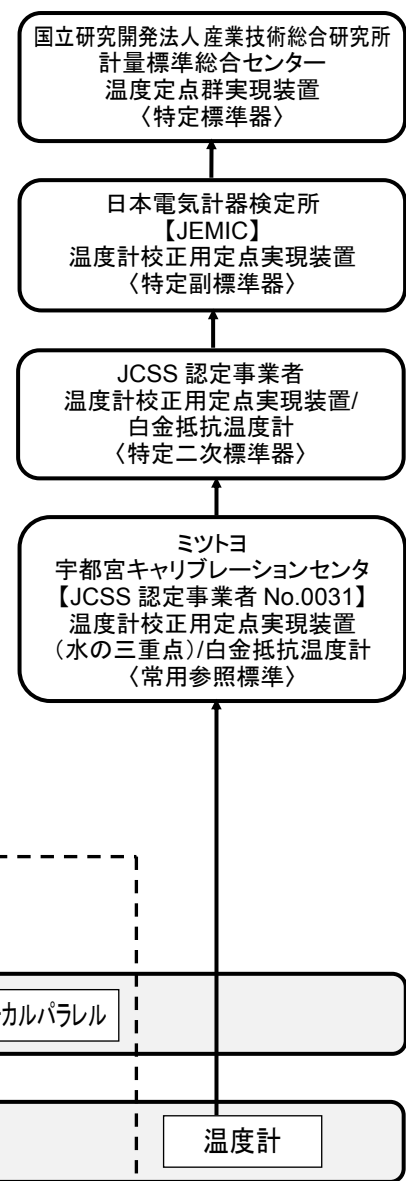 国立研究開発法人産業技術総合研究所
計量標準総合センター
温度定点群実現装置
〈特定標準器〉
日本電気計器検定所
【JEMIC】
温度計校正用定点実現装置
〈特定副標準器〉
JCSS 認定事業者
温度計校正用定点実現装置/
白金抵抗温度計
〈特定二次標準器〉
ミツトヨ
宇都宮キャリブレーションセンタ
【JCSS 認定事業者 No.0031】
温度計校正用定点実現装置
(水の三重点)/白金抵抗温度計
〈常用参照標準〉
カルパラレル
温度計